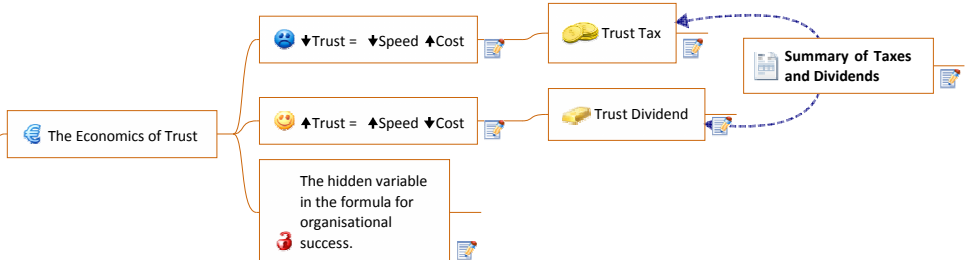 The Economics of Trust
🡇Trust = 🡇Speed 🡅Cost
Trust Tax
🡅Trust = 🡅Speed 🡇Cost
Trust Dividend
The hidden variable
in the formula for
organisational
success.
Summary of Taxes
and Dividends